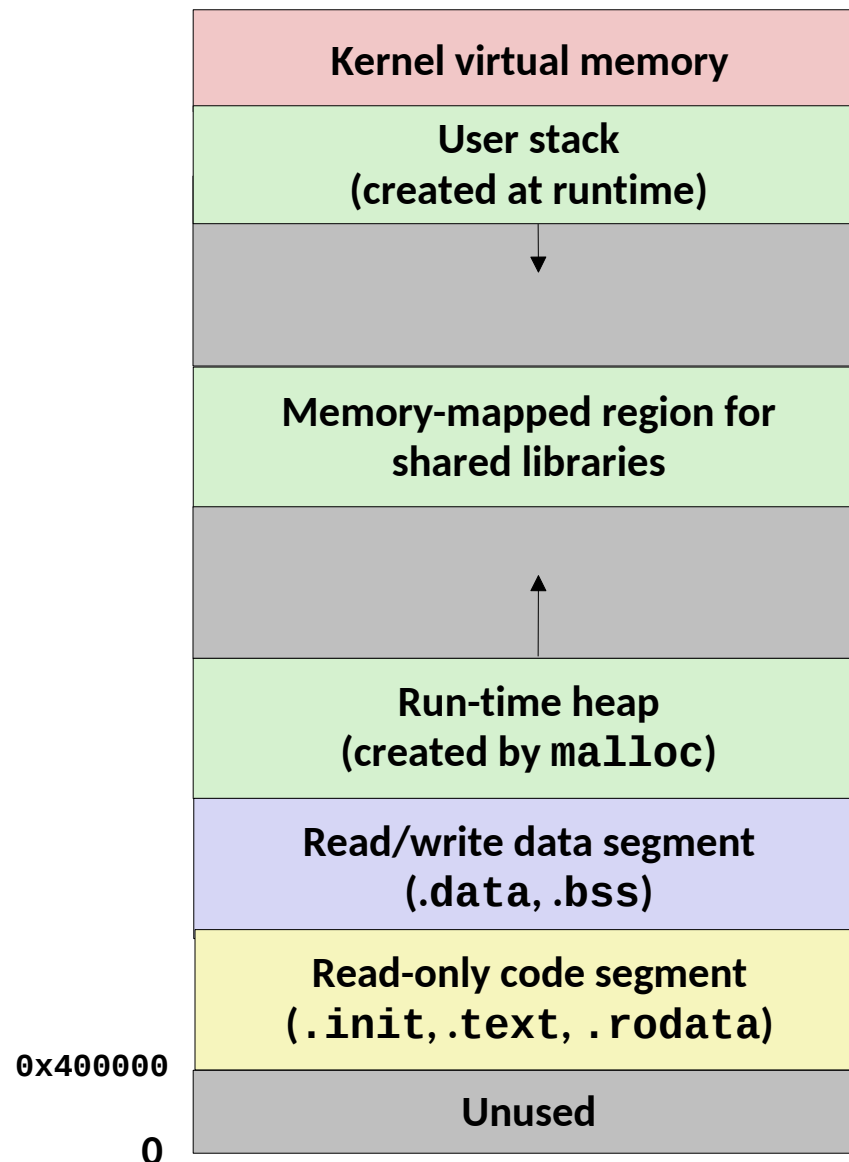 Kernel virtual memory
User stack
(created at runtime)
Memory-mapped region for
shared libraries
Run-time heap
(created by malloc)
Read/write data segment
(.data, .bss)
Read-only code segment
(.init, .text, .rodata)
0x400000
Unused
0